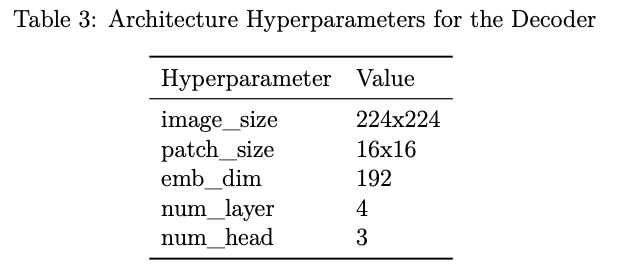 Table 3: Architecture Hyperparameters for the Decoder
Hyperparameter Value
image_size 224x224
patch_size 16x16
emb_dim 192
num_layer 4
num_head 3